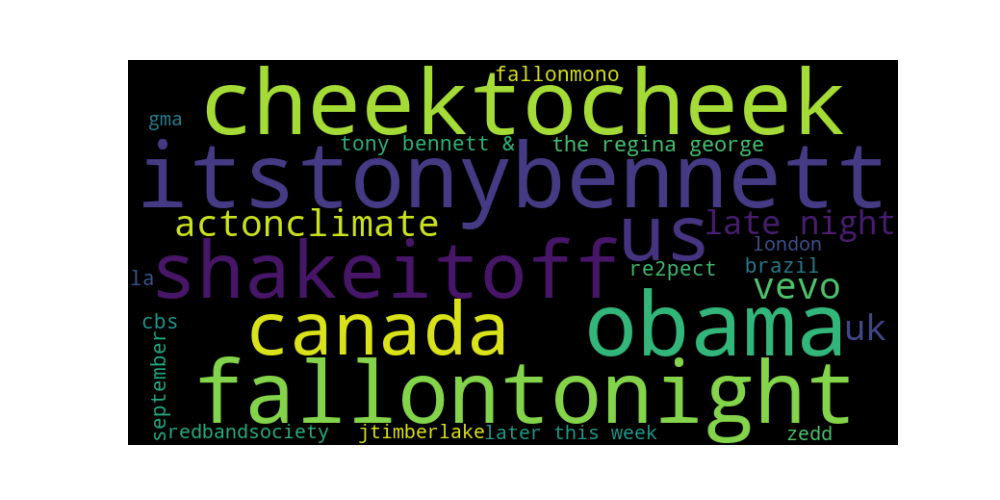 fallonmono
cheektocheek
gma
tony bennett &
the regina george
itstonybennett
actonclimate
us
late night
london
shakeitoff
re2pect
brazil
la
vevo
canada
obama
cbs
uk
september
fallontonight
redbandsociety
jtimberlake
later this week
zedd